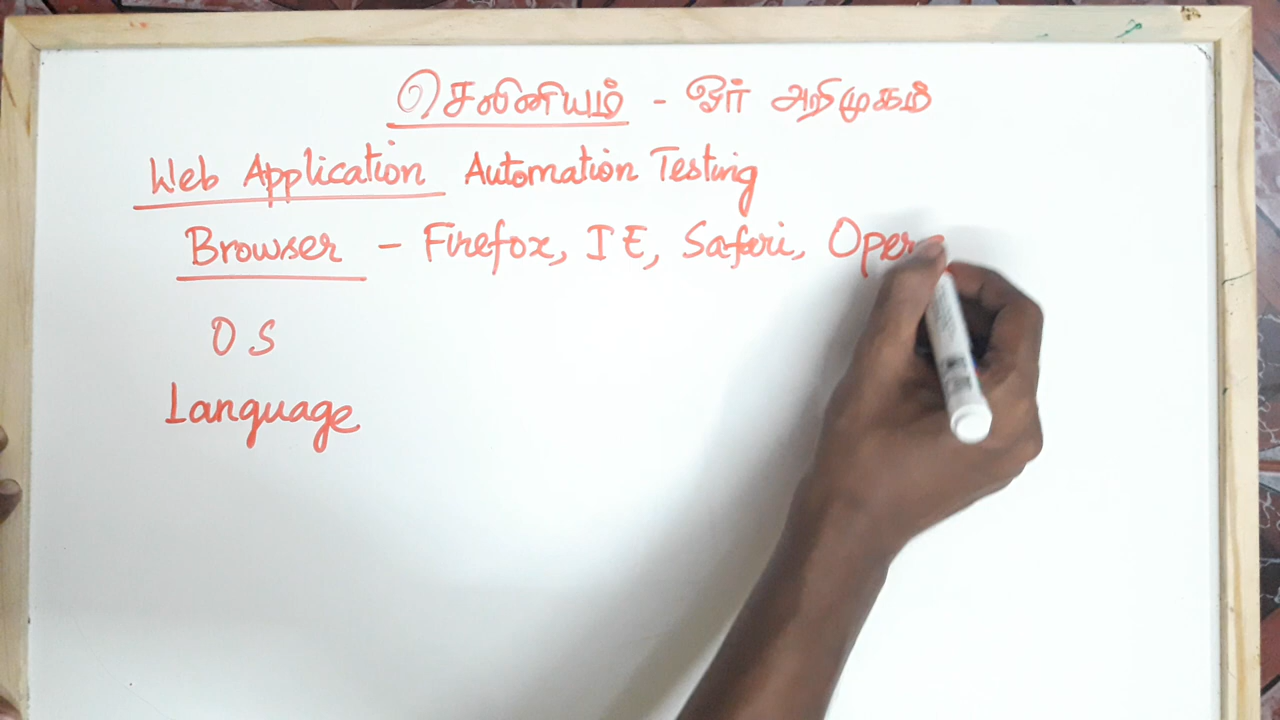 செலினியம் - ஓர் அறிமுகம்
Web Application Automation Testing
Browser - Firefox, IE, Safari, Oper
OS
Language